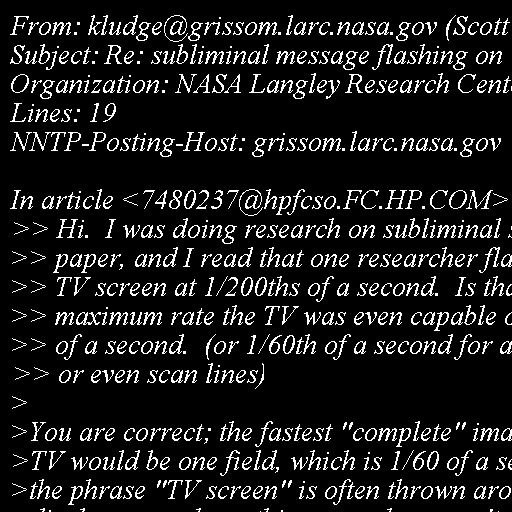 From: kludge@grissom.larc.nasa.gov (Scott
Subject: Re: subliminal message flashing on
Organization: NASA Langley Research Cent
Lines: 19
NNTP-Posting-Host: grissom.larc.nasa.gov

In article <7480237@hpfcso.FC.HP.COM>
>> Hi.  I was doing research on subliminal s
>> paper, and I read that one researcher fla
>> TV screen at 1/200ths of a second.  Is tha
>> maximum rate the TV was even capable o
>> of a second.  (or 1/60th of a second for a
>> or even scan lines)
>
>You are correct; the fastest "complete" ima
>TV would be one field, which is 1/60 of a se
>the phrase "TV screen" is often thrown aro